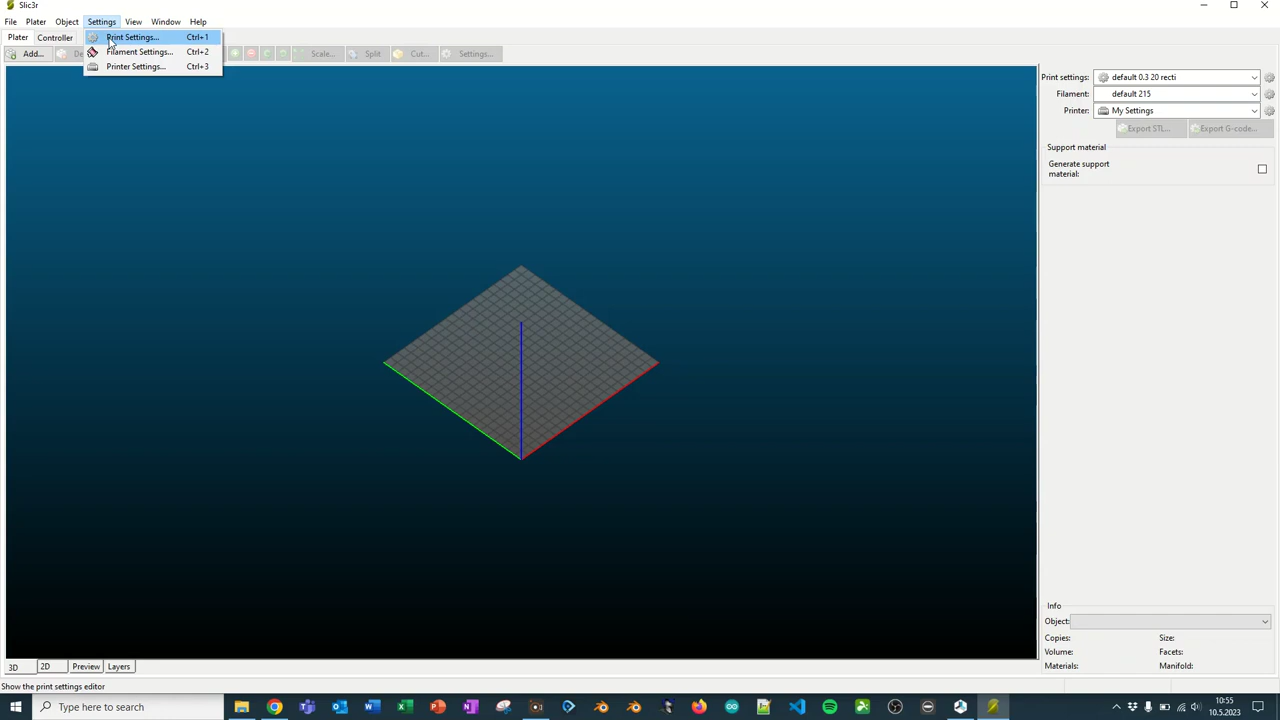 Slic3r
File Plater Object Settings View Window Help
Plater Controller
Print Settings... Ctrl+1
Filament Settings... Ctrl+2
Printer Settings... Ctrl+3
Add... De Scale... Split Cut... Settings...
Print settings: default 0.3 20 recti
Filament: default 215
Printer: My Settings
Export STL... Export G-code...
Support material
Generate support
material:
Info
Object:
Copies: Size:
Volume: Facets:
Materials: Manifold:
3D 2D Preview Layers
Show the print settings editor
Type here to search
10:55
10.5.2023